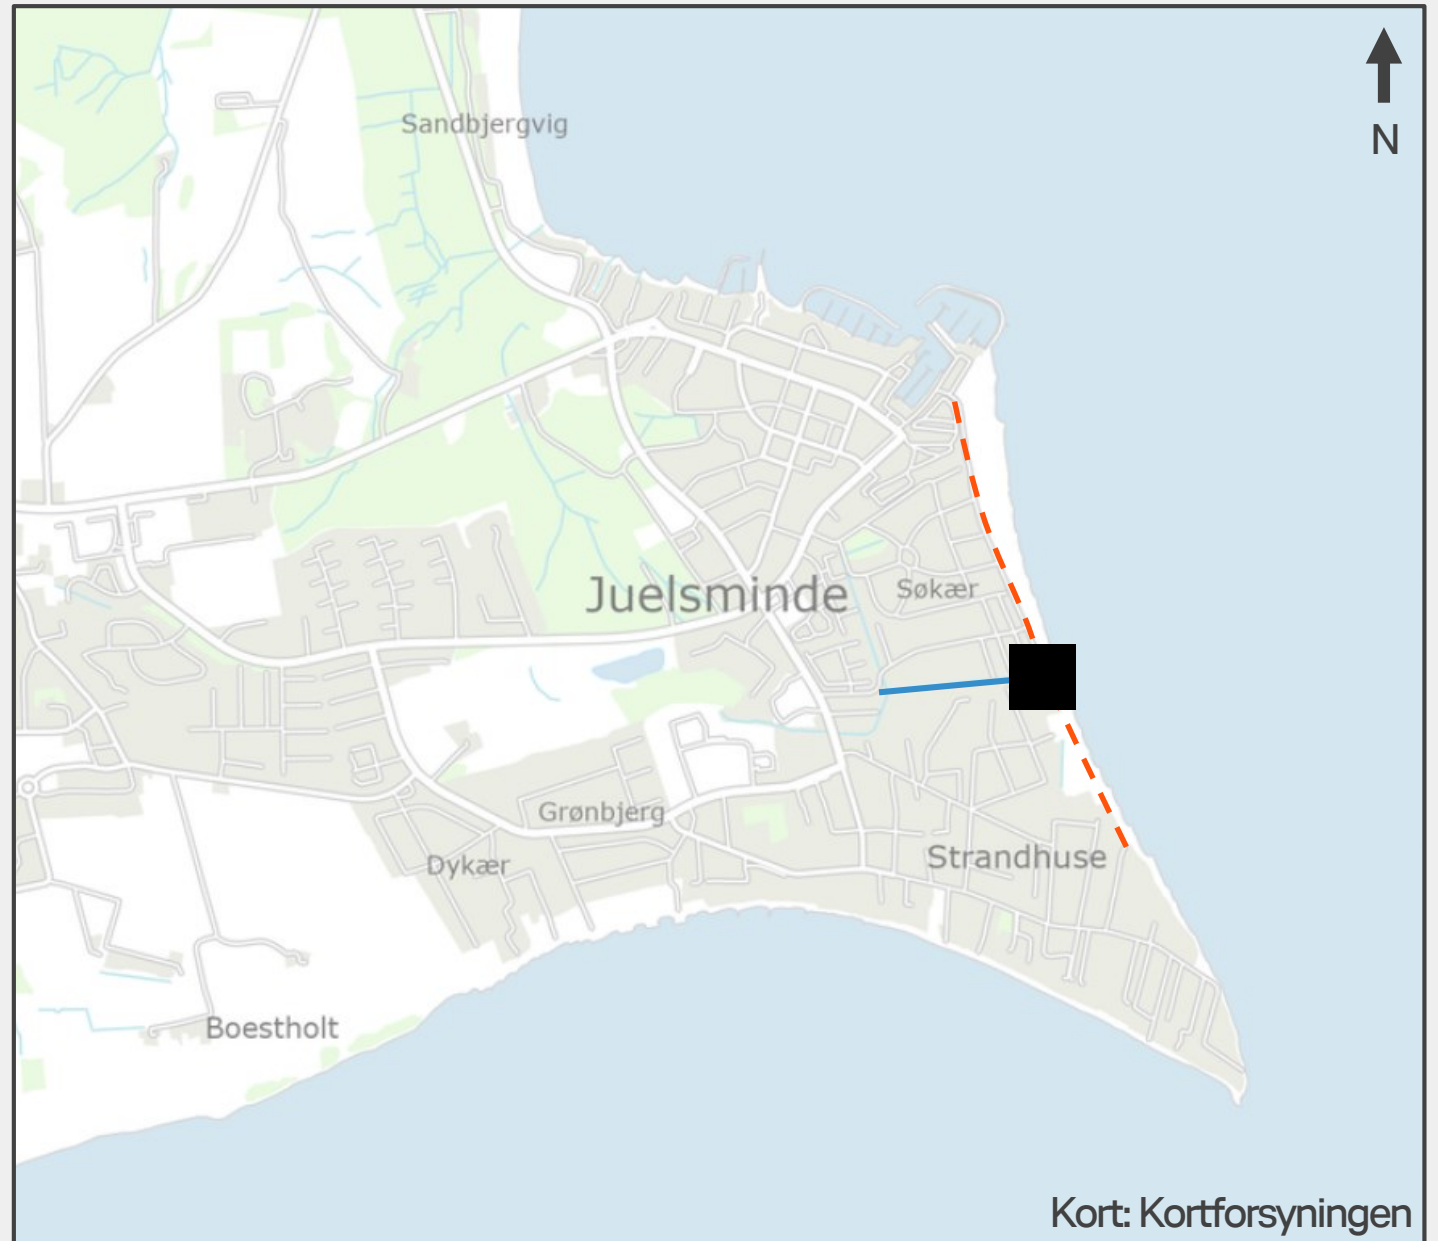 N
Sandbjergvig
Juelsminde
Søkær
Grønbjerg
Dykær
Strandhuse
Boestholt
Kort: Kortforsyningen